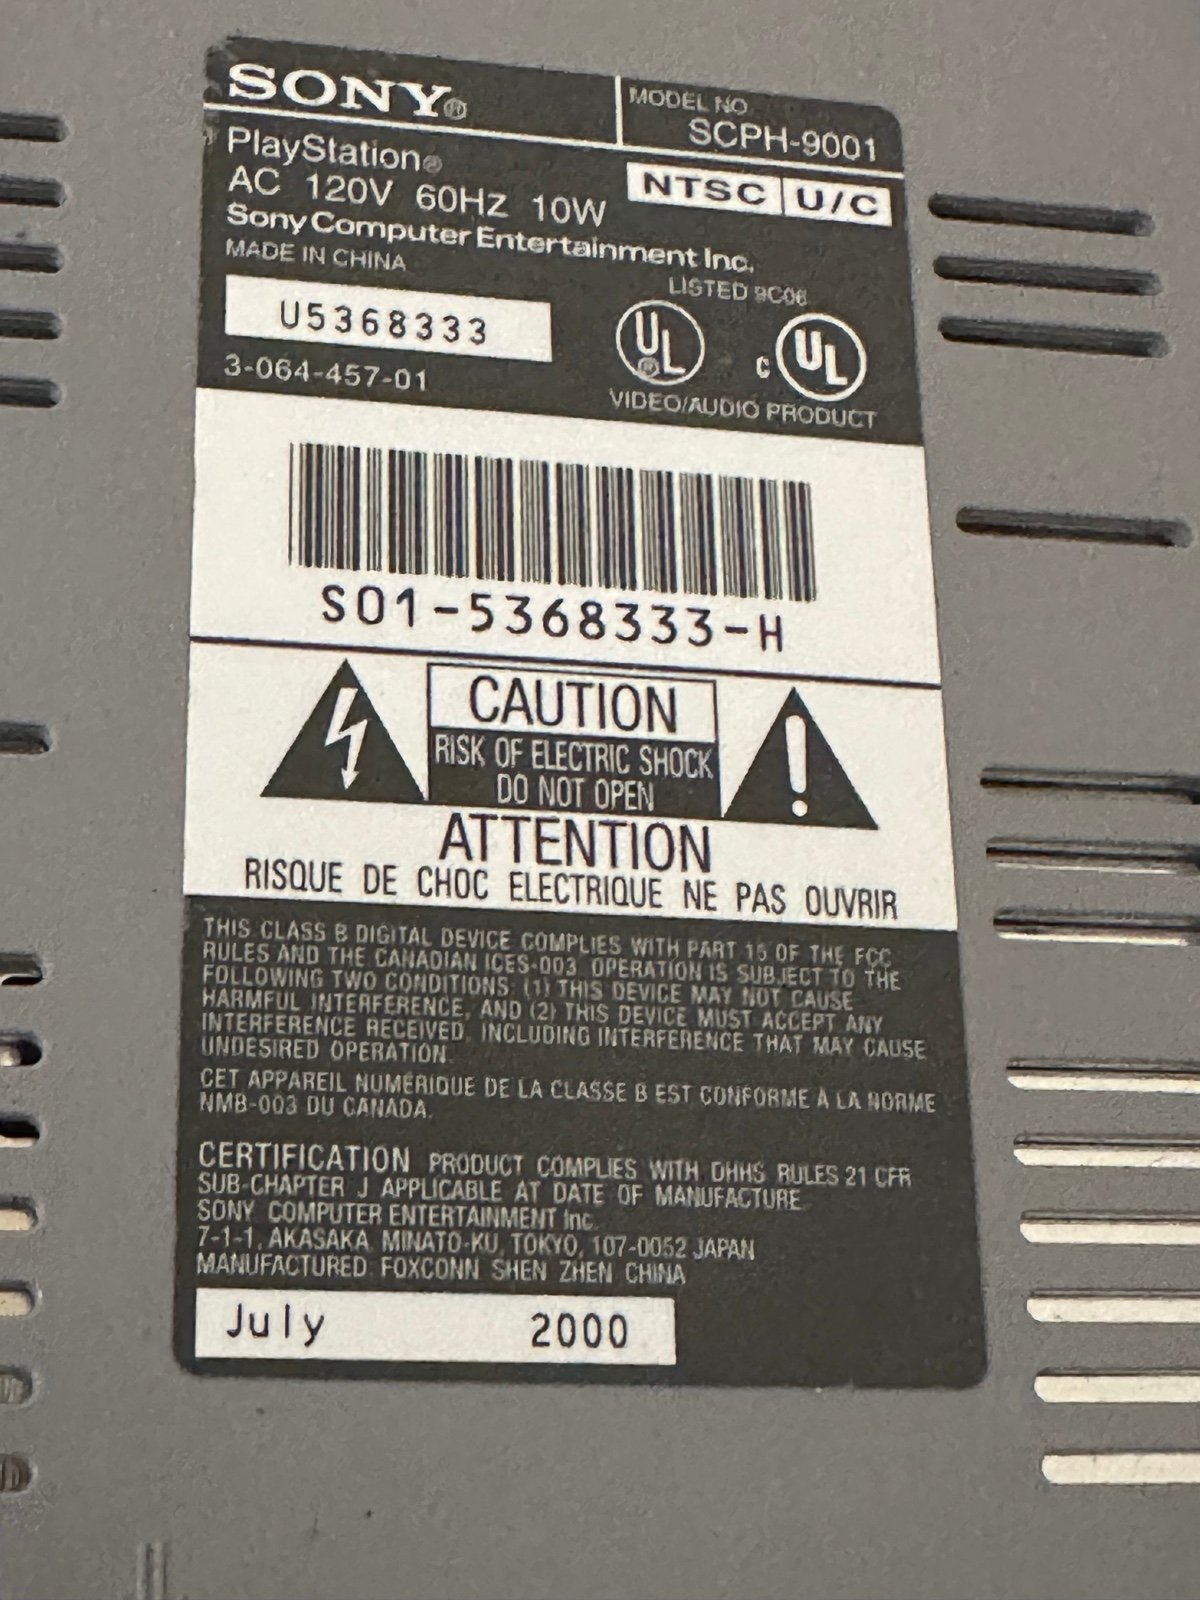 SONY®
MODEL NO.
SCPH-9001
PlayStation®
NTSC U/C
AC 120V 60Hz 10W
Sony Computer Entertainment Inc.
MADE IN CHINA
LISTED 9C06
U5368333
UL® C UL
3-064-457-01
VIDEO/AUDIO PRODUCT
S01-5368333-H
CAUTION
RISK OF ELECTRIC SHOCK
DO NOT OPEN
ATTENTION
RISQUE DE CHOC ELECTRIQUE NE PAS OUVRIR
THIS CLASS B DIGITAL DEVICE COMPLIES WITH PART 15 OF THE FCC
RULES AND THE CANADIAN ICES-003. OPERATION IS SUBJECT TO THE
FOLLOWING TWO CONDITIONS: (1) THIS DEVICE MAY NOT CAUSE
HARMFUL INTERFERENCE, AND (2) THIS DEVICE MUST ACCEPT ANY
INTERFERENCE RECEIVED, INCLUDING INTERFERENCE THAT MAY CAUSE
UNDESIRED OPERATION.
CET APPAREIL NUMÉRIQUE DE LA CLASSE B EST CONFORME À LA NORME
NMB-003 DU CANADA.
CERTIFICATION PRODUCT COMPLIES WITH DHHS RULES 21 CFR
SUB-CHAPTER J APPLICABLE AT DATE OF MANUFACTURE.
SONY COMPUTER ENTERTAINMENT Inc.
7-1-1, AKASAKA, MINATO-KU, TOKYO, 107-0052 JAPAN
MANUFACTURED: FOXCONN SHEN ZHEN CHINA
July 2000